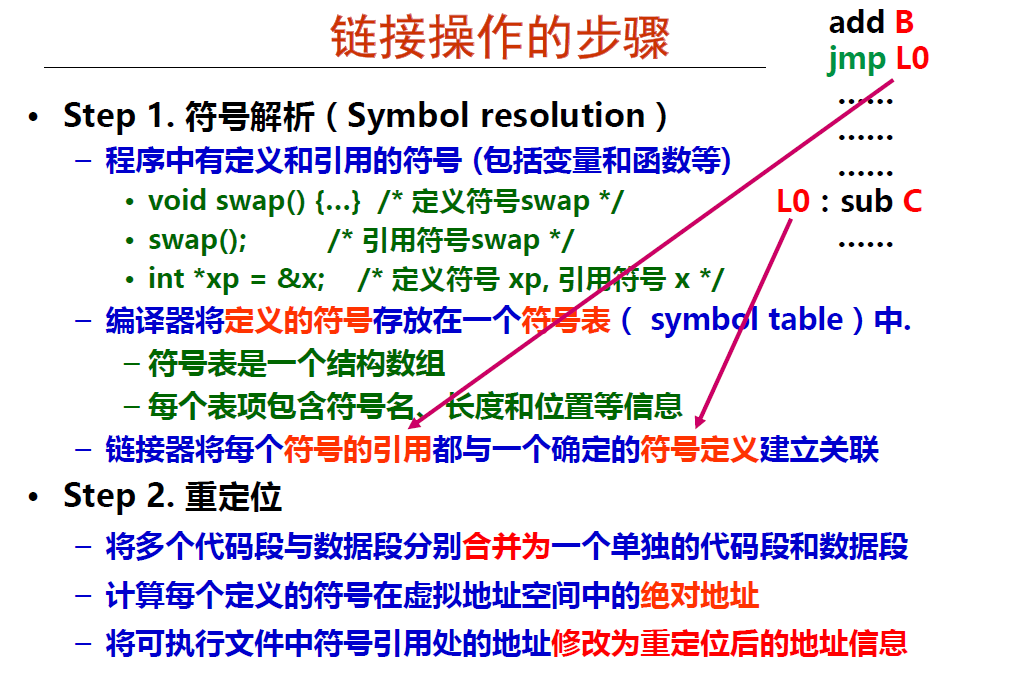 链接操作的步骤
add B
jmp L0
……
……
……
L0：sub C
……
• Step 1. 符号解析（Symbol resolution）
– 程序中有定义和引用的符号 (包括变量和函数等)
• void swap() {…} /* 定义符号swap */
• swap(); /* 引用符号swap */
• int *xp = &x; /* 定义符号 xp, 引用符号 x */
– 编译器将定义的符号存放在一个符号表（ symbol table）中.
– 符号表是一个结构数组
– 每个表项包含符号名、长度和位置等信息
– 链接器将每个符号的引用都与一个确定的符号定义建立关联
• Step 2. 重定位
– 将多个代码段与数据段分别合并为一个单独的代码段和数据段
– 计算每个定义的符号在虚拟地址空间中的绝对地址
– 将可执行文件中符号引用处的地址修改为重定位后的地址信息